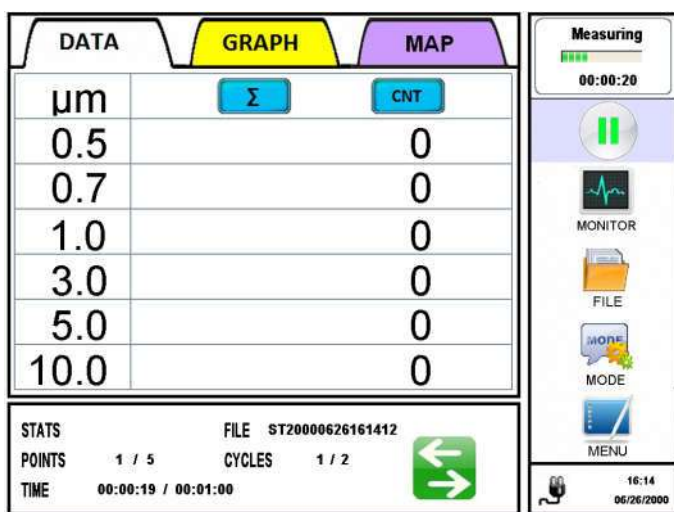 DATA GRAPH MAP
µm Σ CNT
0.5 0
0.7 0
1.0 0
3.0 0
5.0 0
10.0 0
STATS FILE ST20000626161412
POINTS 1 / 5 CYCLES 1 / 2
TIME 00:00:19 / 00:01:00
Measuring
00:00:20
MONITOR
FILE
MODE
MODE
MENU
16:14
06/26/2000